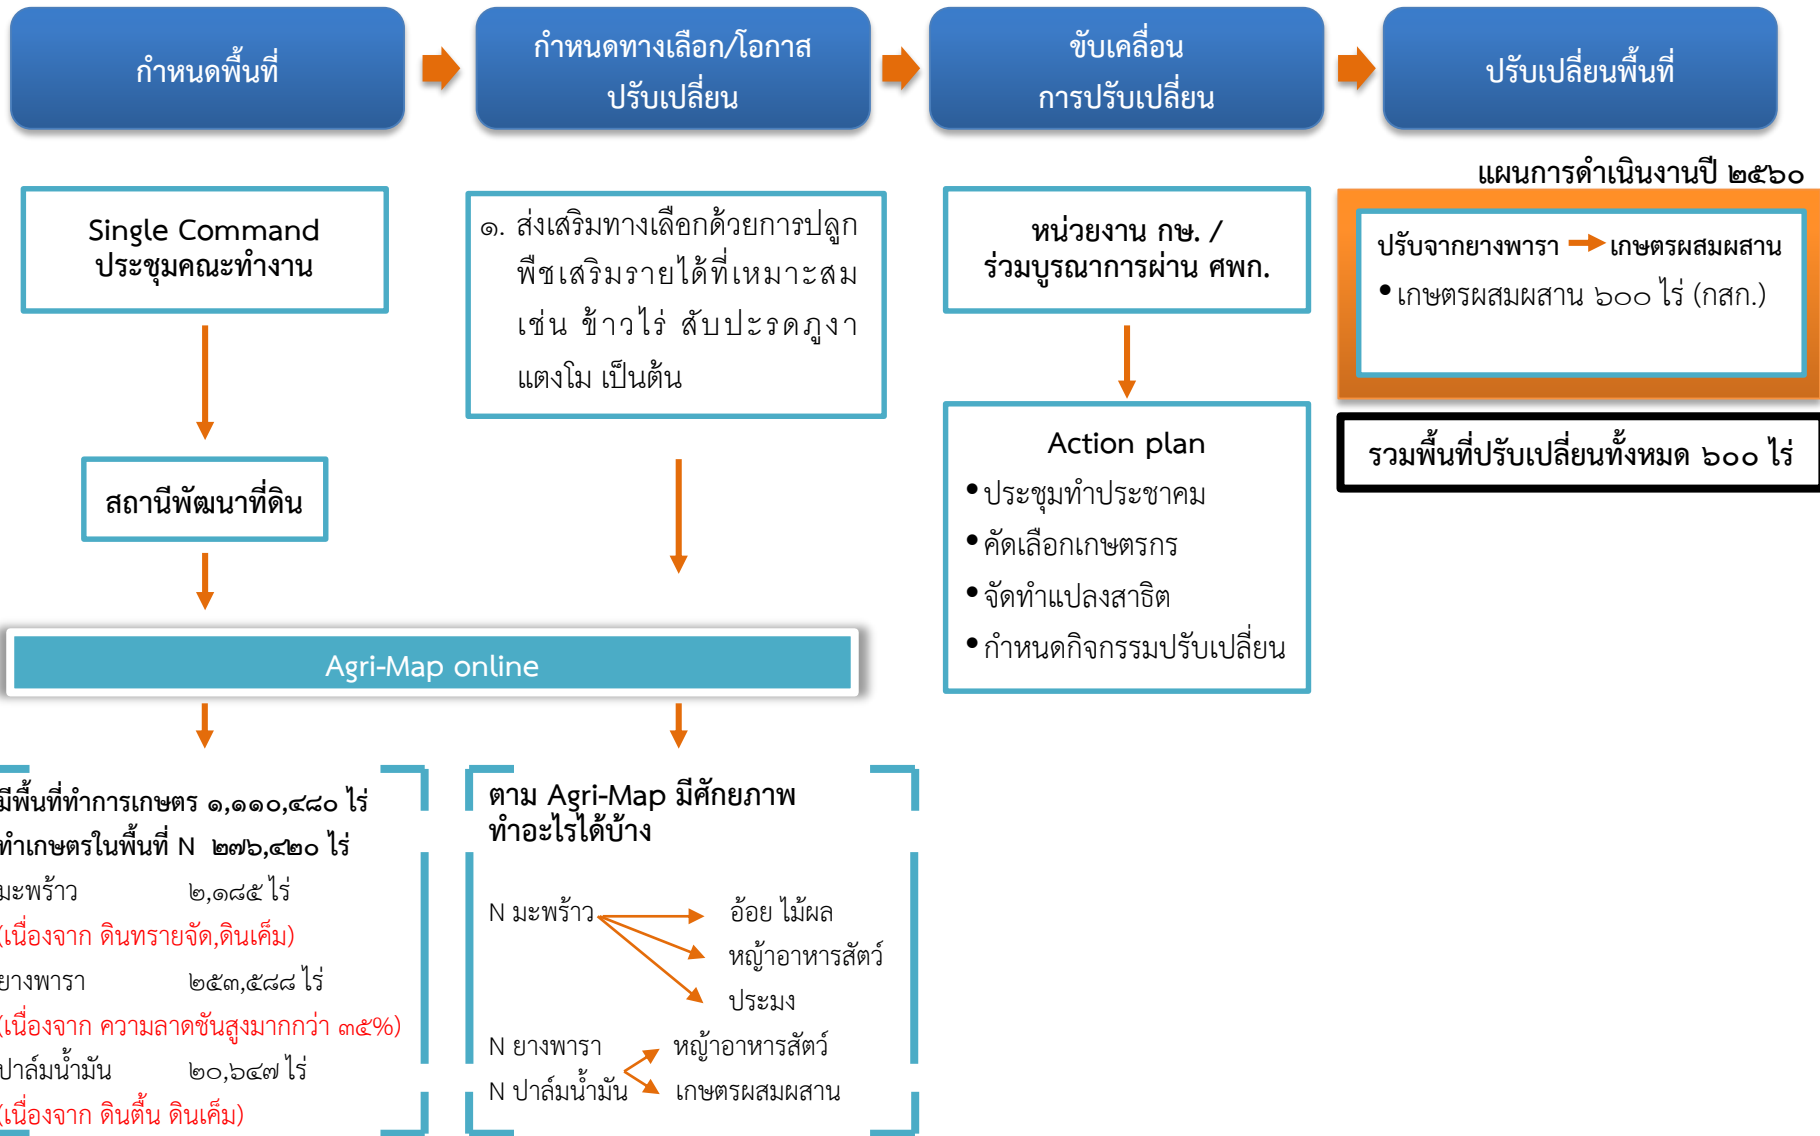 กำหนดพื้นที่
กำหนดทางเลือก/โอกาส
ปรับเปลี่ยน
ขับเคลื่อน
การปรับเปลี่ยน
ปรับเปลี่ยนพื้นที่
แผนการดำเนินงานปี ๒๕๖๐
Single Command
ประชุมคณะทำงาน
สถานีพัฒนาที่ดิน
๑. ส่งเสริมทางเลือกด้วยการปลูก
พืชเสริมรายได้ที่เหมาะสม
เช่น ข้าวไร่ สับปะรดภูงา
แตงโม เป็นต้น
หน่วยงาน กษ. /
ร่วมบูรณาการผ่าน ศพก.
Action plan
•ประชุมทำประชาคม
•คัดเลือกเกษตรกร
•จัดทำแปลงสาธิต
•กำหนดกิจกรรมปรับเปลี่ยน
ปรับจากยางพารา เกษตรผสมผสาน
•เกษตรผสมผสาน ๖๐๐ ไร่ (กสก.)
รวมพื้นที่ปรับเปลี่ยนทั้งหมด ๖๐๐ ไร่
Agri-Map online
มีพื้นที่ทำการเกษตร ๑,๑๑๐,๔๘๐ ไร่
ทำเกษตรในพื้นที่ N ๒๗๖,๔๒๐ ไร่
มะพร้าว ๒,๑๘๕ ไร่
(เนื่องจาก ดินทรายจัด,ดินเค็ม)
ยางพารา ๒๕๓,๕๘๘ ไร่
(เนื่องจาก ความลาดชันสูงมากกว่า ๓๕%)
ปาล์มน้ำมัน ๒๐,๖๔๗ ไร่
(เนื่องจาก ดินตื้น ดินเค็ม)
ตาม Agri-Map มีศักยภาพ
ทำอะไรได้บ้าง
N มะพร้าว อ้อย ไม้ผล
หญ้าอาหารสัตว์
ประมง
N ยางพารา หญ้าอาหารสัตว์
N ปาล์มน้ำมัน เกษตรผสมผสาน